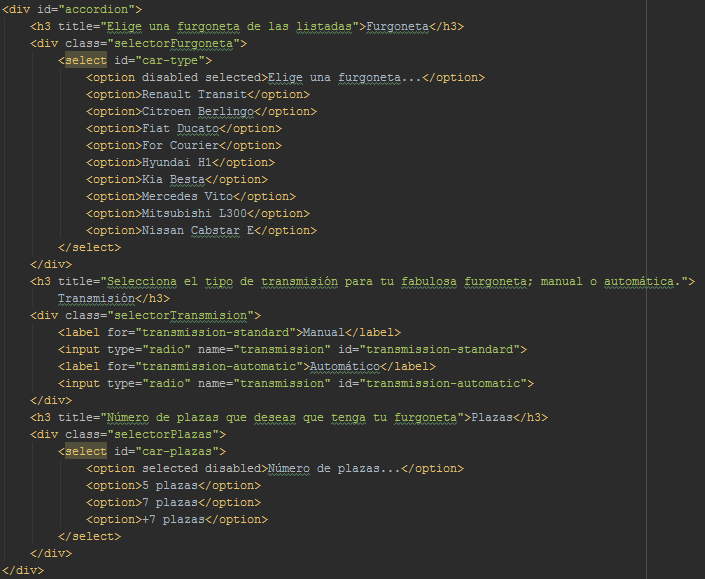 <div id="accordion">
    <h3 title="Elige una furgoneta de las listadas">Furgoneta</h3>
    <div class="selectorFurgoneta">
        <select id="car-type">
            <option disabled selected>Elige una furgoneta...</option>
            <option>Renault Transit</option>
            <option>Citroen Berlingo</option>
            <option>Fiat Ducato</option>
            <option>For Courier</option>
            <option>Hyundai H1</option>
            <option>Kia Besta</option>
            <option>Mercedes Vito</option>
            <option>Mitsubishi L300</option>
            <option>Nissan Cabstar E</option>
        </select>
    </div>
    <h3 title="Selecciona el tipo de transmisión para tu fabulosa furgoneta; manual o automática.">
        Transmisión</h3>
    <div class="selectorTransmision">
        <label for="transmission-standard">Manual</label>
        <input type="radio" name="transmission" id="transmission-standard">
        <label for="transmission-automatic">Automático</label>
        <input type="radio" name="transmission" id="transmission-automatic">
    </div>
    <h3 title="Número de plazas que deseas que tenga tu furgoneta">Plazas</h3>
    <div class="selectorPlazas">
        <select id="car-plazas">
            <option selected disabled>Número de plazas...</option>
            <option>5 plazas</option>
            <option>7 plazas</option>
            <option>+7 plazas</option>
        </select>
    </div>
</div>